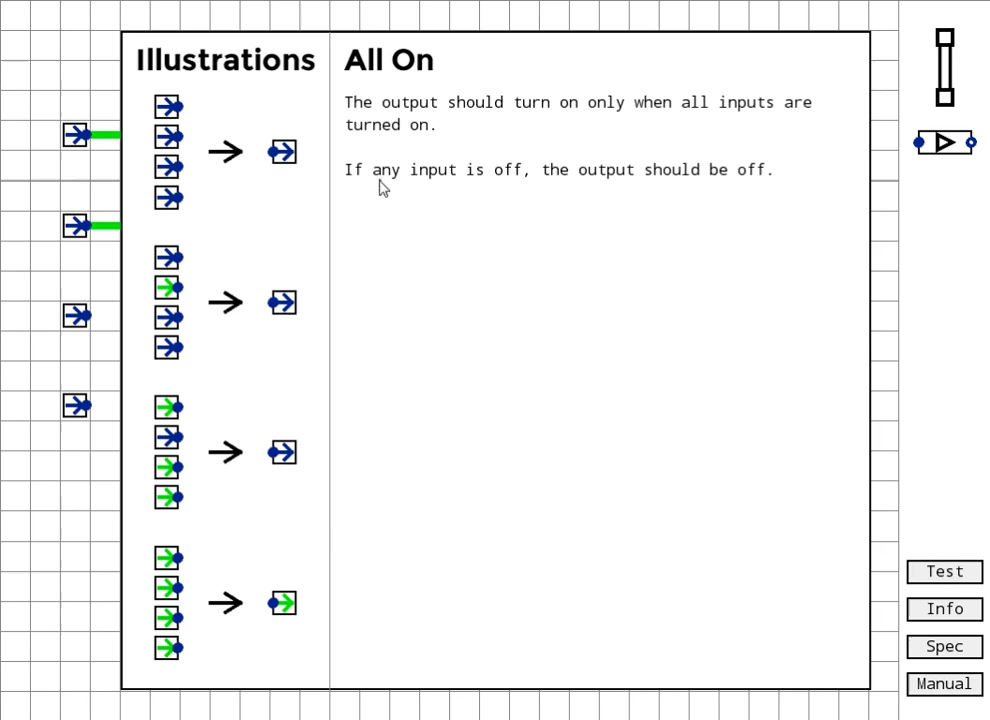 Illustrations
All On
The output should turn on only when all inputs are
turned on.
If any input is off, the output should be off.
Test
Info
Spec
Manual